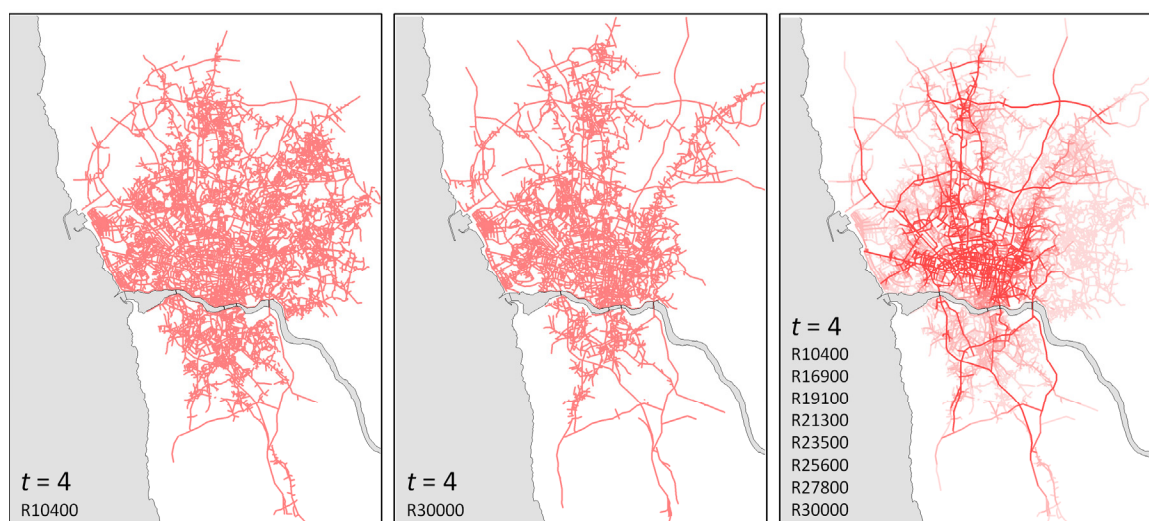 t = 4
R10400
t = 4
R30000
t = 4
R10400
R16900
R19100
R21300
R23500
R25600
R27800
R30000